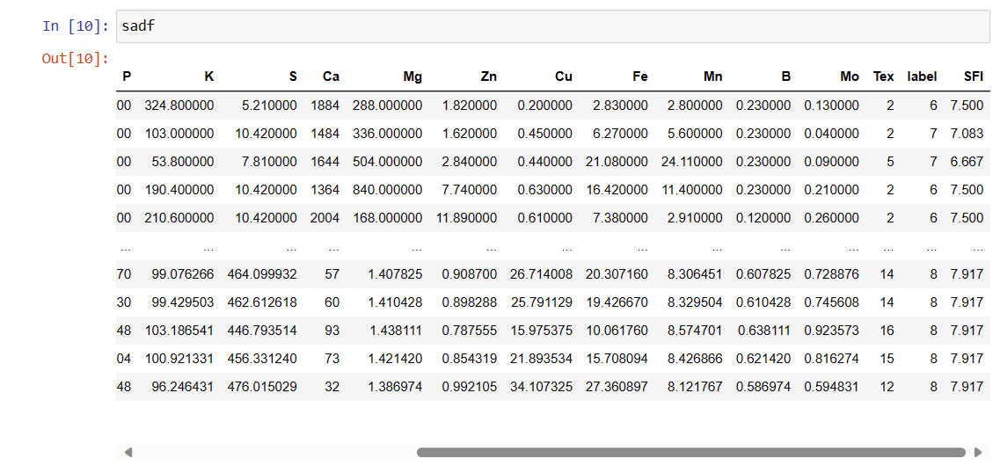 In [10]: sadf
Out[10]:
P K S Ca Mg Zn Cu Fe Mn B Mo Tex label SFI
00 324.800000 5.210000 1884 288.000000 1.820000 0.200000 2.830000 2.800000 0.230000 0.130000 2 6 7.500
00 103.000000 10.420000 1484 336.000000 1.620000 0.450000 6.270000 5.600000 0.230000 0.040000 2 7 7.083
00 53.800000 7.810000 1644 504.000000 2.840000 0.440000 21.080000 24.110000 0.230000 0.090000 5 7 6.667
00 190.400000 10.420000 1364 840.000000 7.740000 0.630000 16.420000 11.400000 0.230000 0.210000 2 6 7.500
00 210.600000 10.420000 2004 168.000000 11.890000 0.610000 7.380000 2.910000 0.120000 0.260000 2 6 7.500
... ... ... ... ... ... ... ... ... ... ... ... ... ...
70 99.076266 464.099932 57 1.407825 0.908700 26.714008 20.307160 8.306451 0.607825 0.728876 14 8 7.917
30 99.429503 462.612618 60 1.410428 0.898288 25.791129 19.426670 8.329504 0.610428 0.745608 14 8 7.917
48 103.186541 446.793514 93 1.438111 0.787555 15.975375 10.061760 8.574701 0.638111 0.923573 16 8 7.917
04 100.921331 456.331240 73 1.421420 0.854319 21.893534 15.708094 8.426866 0.621420 0.816274 15 8 7.917
48 96.246431 476.015029 32 1.386974 0.992105 34.107325 27.360897 8.121767 0.586974 0.594831 12 8 7.917